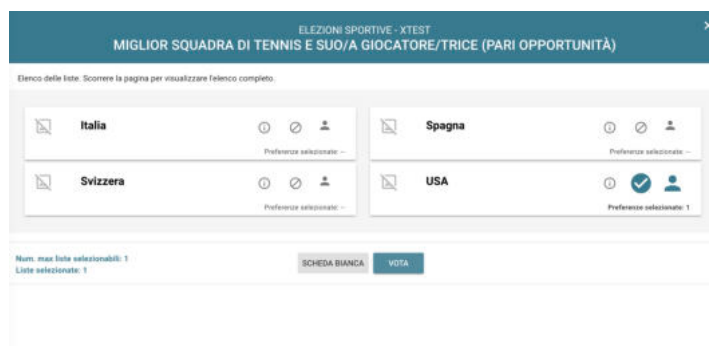 ELEZIONI SPORTIVE - XTEST
MIGLIOR SQUADRA DI TENNIS E SUO/A GIOCATORE/TRICE (PARI OPPORTUNITÀ)
Elenco delle liste. Scorrere la pagina per visualizzare l'elenco completo.
Italia
Preferenze selezionate: --
Spagna
Preferenze selezionate: --
Svizzera
Preferenze selezionate: --
USA
Preferenze selezionate: 1
Num. max liste selezionabili: 1
Liste selezionate: 1
SCHEDA BIANCA
VOTA